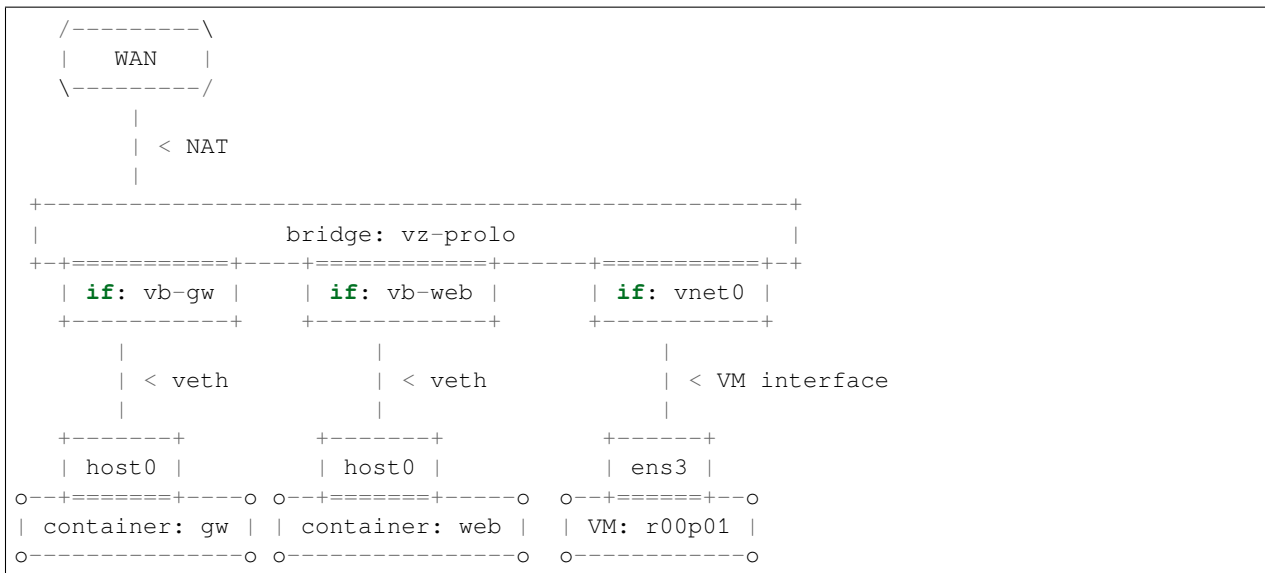 /---------\
|   WAN   |
\---------/
|
| < NAT
|
+----------------------------------------------------+
|                 bridge: vz-prolo                   |
+-+===========+----+============+------+===========+-+
| if: vb-gw |    | if: vb-web |      | if: vnet0 |
+-----------+    +------------+      +-----------+
|                 |                   |
| < veth          | < veth            | < VM interface
|                 |                   |
+-------+         +-------+           +------+
| host0 |         | host0 |           | ens3 |
o--+=======+----o o--+=======+-----o  o--+======+--o
| container: gw | | container: web |  | VM: r00p01 |
o---------------o o----------------o  o------------o